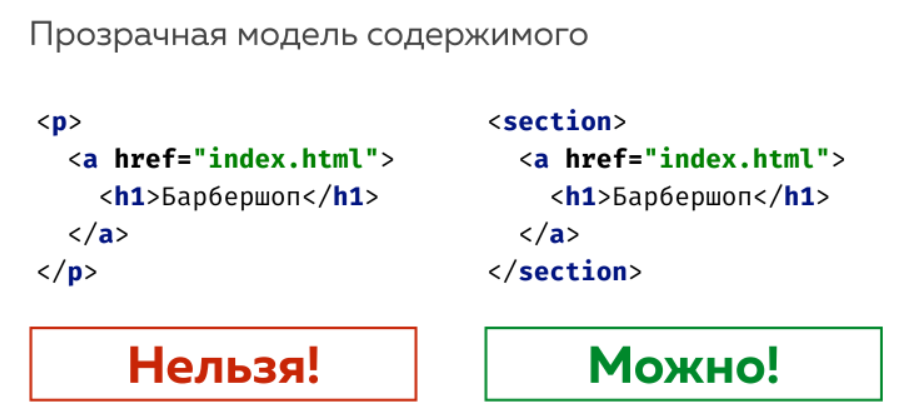 Прозрачная модель содержимого
<p>
<a href="index.html">
<h1>Барбершоп</h1>
</a>
</p>
Нельзя!
<section>
<a href="index.html">
<h1>Барбершоп</h1>
</a>
</section>
Можно!